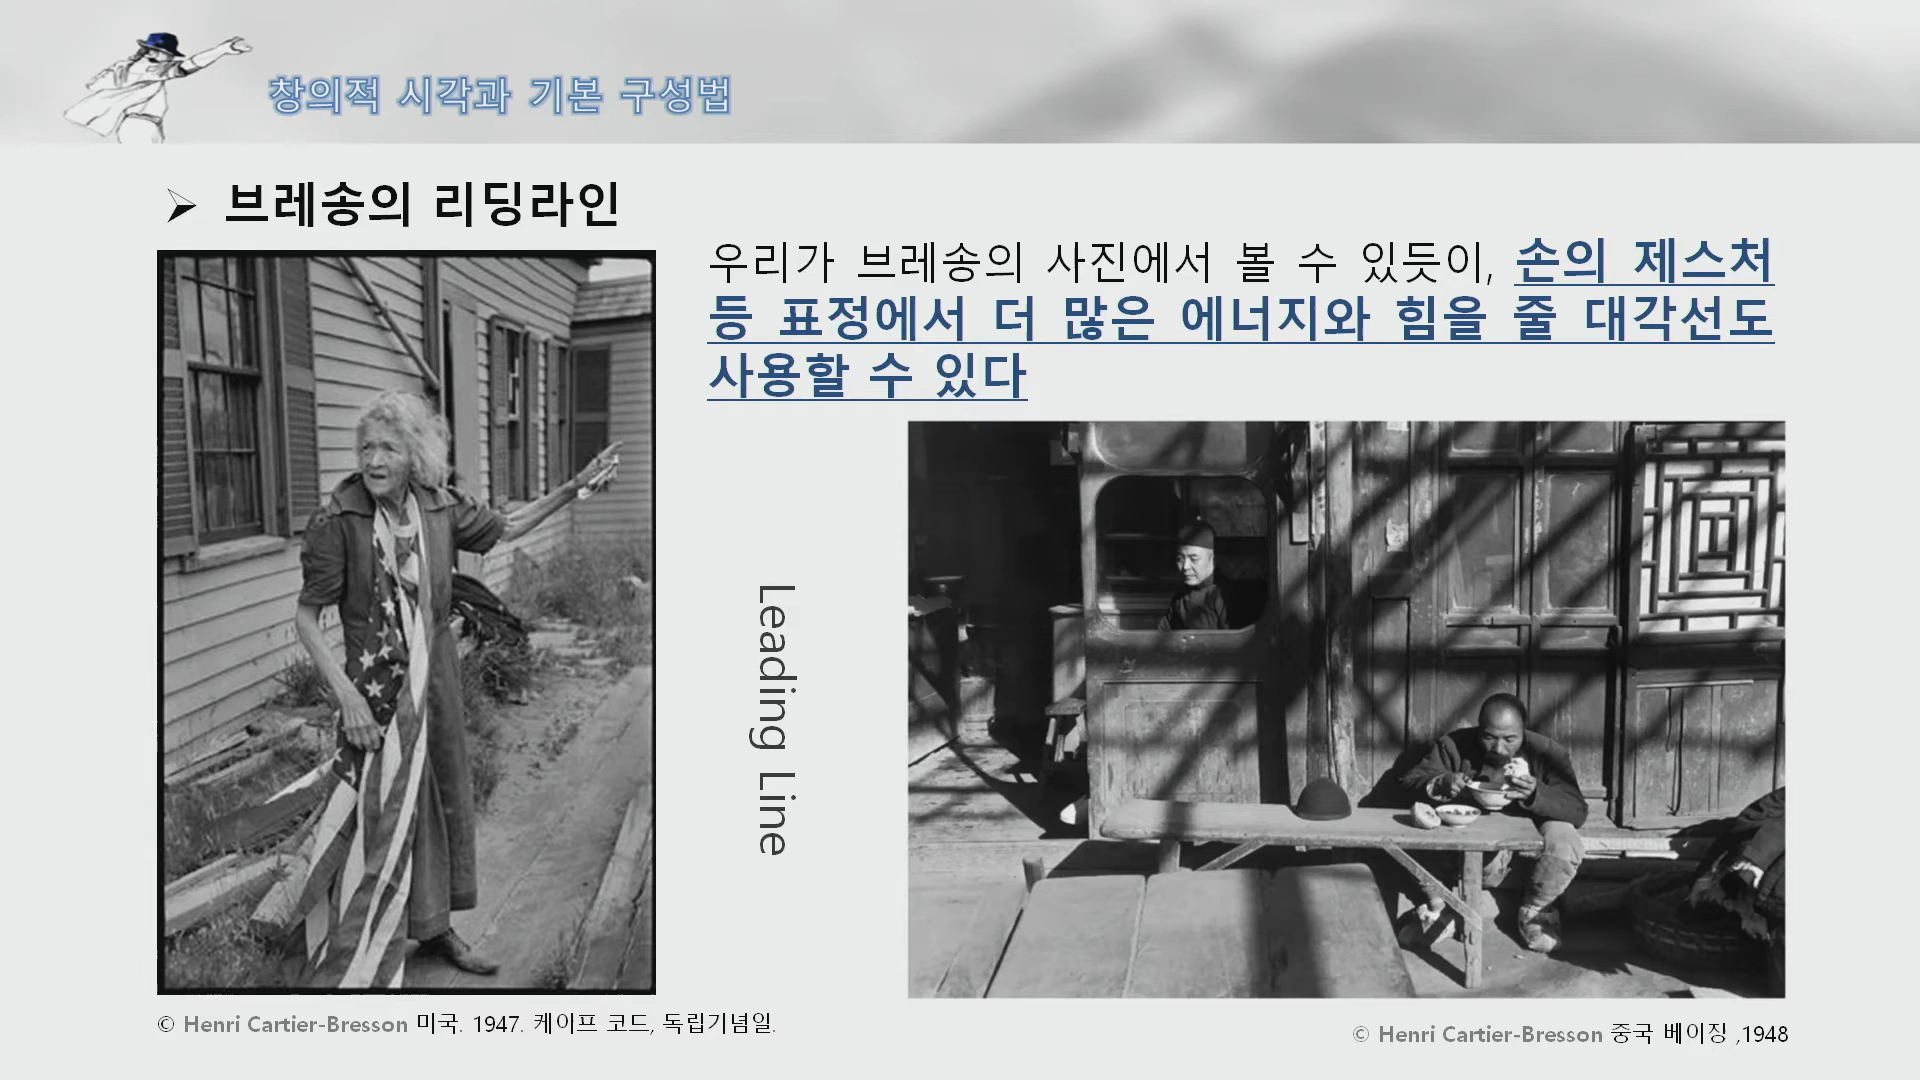 창의적 시각과 기본 구성법
브레송의 리딩라인
우리가 브레송의 사진에서 볼 수 있듯이, 손의 제스처
등 표정에서 더 많은 에너지와 힘을 줄 대각선도
사용할 수 있다
Leading Line
© Henri Cartier-Bresson 미국. 1947. 케이프 코드, 독립기념일.
© Henri Cartier-Bresson 중국 베이징 ,1948